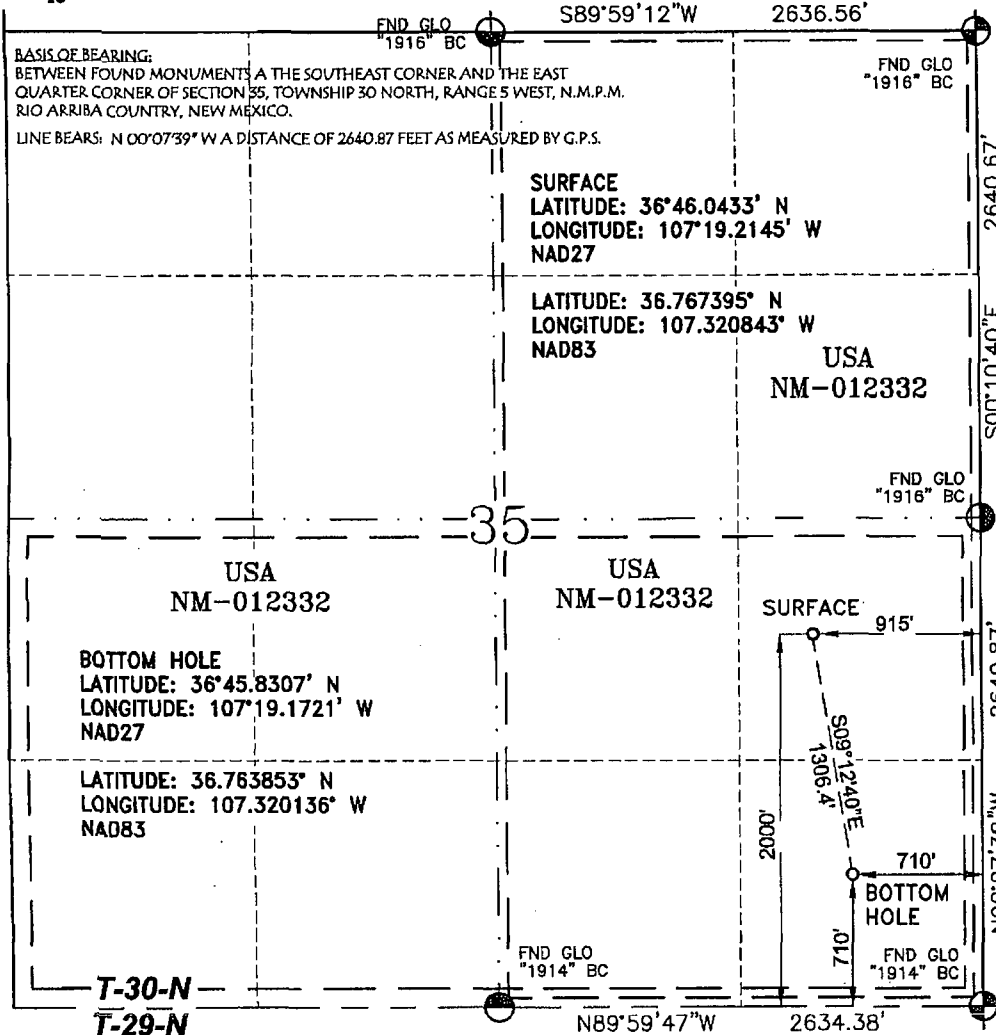 S89°59'12"W 2636.56'
FND GLO
"1916" BC
FND GLO
"1916" BC
BASIS OF BEARING:
BETWEEN FOUND MONUMENTS A THE SOUTHEAST CORNER AND THE EAST
QUARTER CORNER OF SECTION 35, TOWNSHIP 30 NORTH, RANGE 5 WEST, N.M.P.M.
RIO ARRIBA COUNTRY, NEW MEXICO.
LINE BEARS: N 00°07'39" W A DISTANCE OF 2640.87 FEET AS MEASURED BY G.P.S.
SURFACE
LATITUDE: 36°46.0433' N
LONGITUDE: 107°19.2145' W
NAD27
LATITUDE: 36.767395° N
LONGITUDE: 107.320843° W
NAD83
USA
NM-012332
2640.67'
S00°10'40"E
FND GLO
"1916" BC
35
USA
NM-012332
USA
NM-012332
SURFACE
915'
BOTTOM HOLE
LATITUDE: 36°45.8307' N
LONGITUDE: 107°19.1721' W
NAD27
LATITUDE: 36.763853° N
LONGITUDE: 107.320136° W
NAD83
S09°12'40"E
1306.4'
2000'
710'
BOTTOM
HOLE
710'
2640.87'
FND GLO
"1914" BC
FND GLO
"1914" BC
T-30-N
T-29-N
N89°59'47"W 2634.38'